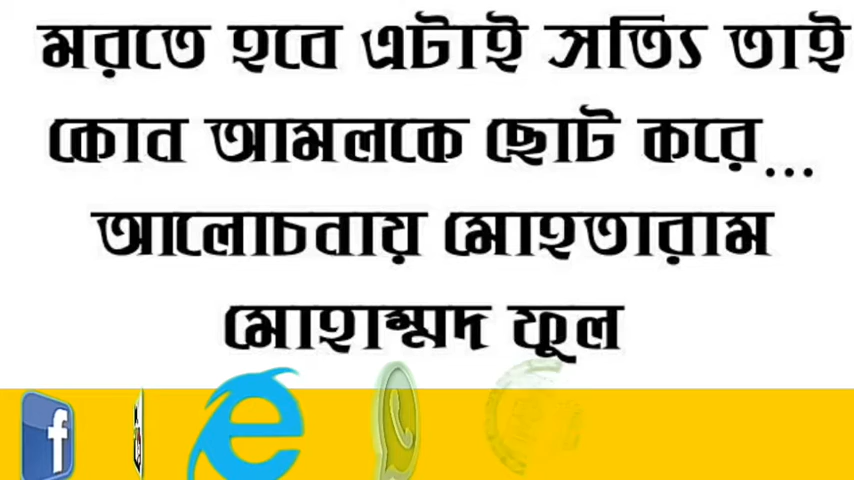 মরতে হবে এটাই সত্যি তাই
কোন আমলকে ছোট করে...
আলোচনায় মোহতারাম
মোহাম্মদ ফুল
f